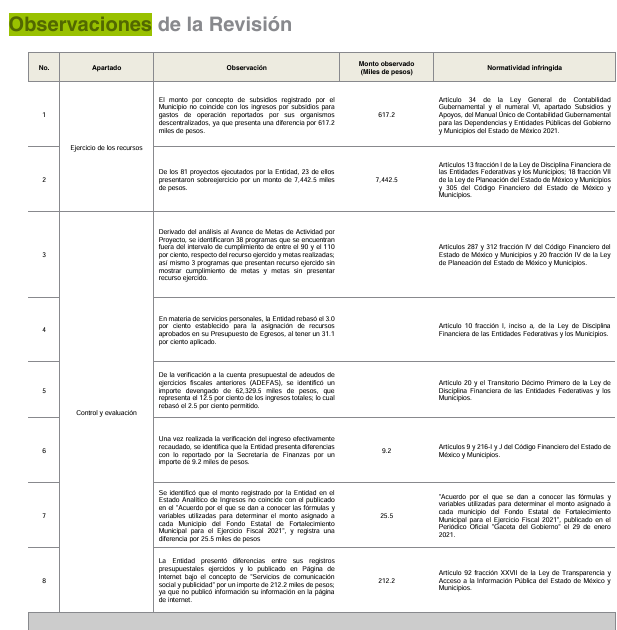 Observaciones de la Revisión
No.
Apartado
Observación
Monto observado
(Miles de pesos)
Normatividad infringida
1
Ejercicio de los recursos
El monto por concepto de subsidios registrado por el
Municipio no coincide con los ingresos por subsidios para
gastos de operación reportados por sus organismos
descentralizados, ya que presenta una diferencia por 617.2
miles de pesos.
617.2
Artículo 34 de la Ley General de Contabilidad
Gubernamental y el numeral VI, apartado Subsidios y
Apoyos, del Manual Único de Contabilidad Gubernamental
para las Dependencias y Entidades Públicas del Gobierno
y Municipios del Estado de México 2021.
2
De los 81 proyectos ejecutados por la Entidad, 23 de ellos
presentaron sobreejercicio por un monto de 7,442.5 miles
de pesos.
7,442.5
Artículos 13 fracción I de la Ley de Disciplina Financiera de
las Entidades Federativas y los Municipios; 18 fracción VII
de la Ley de Planeación del Estado de México y Municipios
y 305 del Código Financiero del Estado de México y
Municipios.
3
Control y evaluación
Derivado del análisis al Avance de Metas de Actividad por
Proyecto, se identificaron 38 programas que se encuentran
fuera del intervalo de cumplimiento de entre el 90 y el 110
por ciento, respecto del recurso ejercido y metas realizadas;
así mismo 3 programas que presentan recurso ejercido sin
mostrar cumplimiento de metas y metas sin presentar
recurso ejercido.
Artículos 287 y 312 fracción IV del Código Financiero del
Estado de México y Municipios y 20 fracción IV de la Ley
de Planeación del Estado de México y Municipios.
4
En materia de servicios personales, la Entidad rebasó el 3.0
por ciento establecido para la asignación de recursos
aprobados en su Presupuesto de Egresos, al tener un 31.1
por ciento aplicado.
Artículo 10 fracción I, inciso a, de la Ley de Disciplina
Financiera de las Entidades Federativas y los Municipios.
5
De la verificación a la cuenta presupuestal de adeudos de
ejercicios fiscales anteriores (ADEFAS), se identificó un
importe devengado de 62,329.5 miles de pesos, que
representa el 12.5 por ciento de los ingresos totales; lo cual
rebasó el 2.5 por ciento permitido.
Artículo 20 y el Transitorio Décimo Primero de la Ley de
Disciplina Financiera de las Entidades Federativas y los
Municipios.
6
Una vez realizada la verificación del ingreso efectivamente
recaudado, se identifica que la Entidad presenta diferencias
con lo reportado por la Secretaría de Finanzas por un
importe de 9.2 miles de pesos.
9.2
Artículos 9 y 216-I y J del Código Financiero del Estado de
México y Municipios.
7
Se identificó que el monto registrado por la Entidad en el
Estado Analítico de Ingresos no coincide con el publicado
en el "Acuerdo por el que se dan a conocer las fórmulas y
variables utilizadas para determinar el monto asignado a
cada Municipio del Fondo Estatal de Fortalecimiento
Municipal para el Ejercicio Fiscal 2021", y registra una
diferencia por 25.5 miles de pesos
25.5
"Acuerdo por el que se dan a conocer las fórmulas y
variables utilizadas para determinar el monto asignado a
cada municipio del Fondo Estatal de Fortalecimiento
Municipal para el Ejercicio Fiscal 2021", publicado en el
Periódico Oficial "Gaceta del Gobierno" el 29 de enero
2021.
8
La Entidad presentó diferencias entre sus registros
presupuestales ejercidos y lo publicado en Página de
Internet bajo el concepto de "Servicios de comunicación
social y publicidad" por un importe de 212.2 miles de pesos;
ya que no publicó información su información en la página
de internet.
212.2
Artículo 92 fracción XXVII de la Ley de Transparencia y
Acceso a la Información Pública del Estado de México y
Municipios.